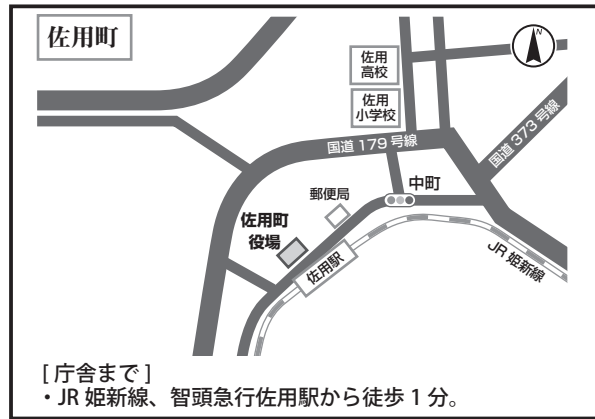 佐用町
N
佐用
高校
佐用
小学校
国道179号線
国道373号線
中町
郵便局
佐用町
役場
佐用駅
JR姫新線
[庁舎まで]
・JR姫新線、智頭急行佐用駅から徒歩1分。